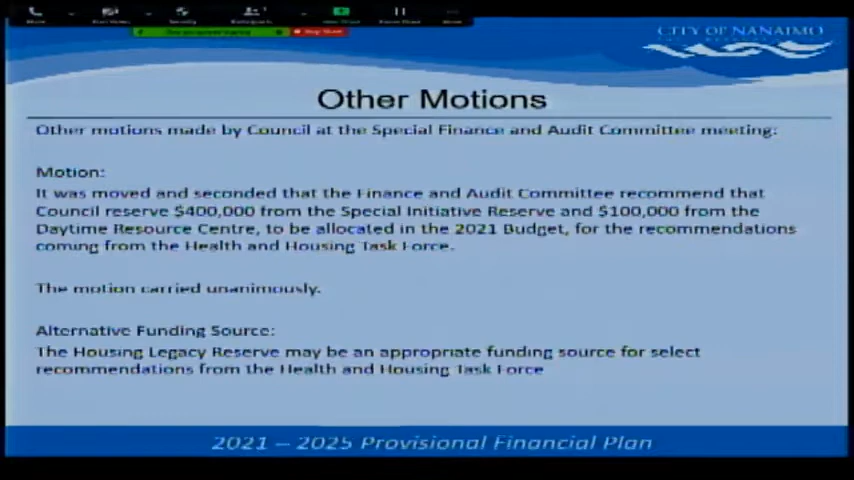 CITY OF NANAIMO
Other Motions
Other motions made by Council at the Special Finance and Audit Committee meeting:
Motion:
It was moved and seconded that the Finance and Audit Committee recommend that
Council reserve $400,000 from the Special Initiative Reserve and $100,000 from the
Daytime Resource Centre, to be allocated in the 2021 Budget, for the recommendations
coming from the Health and Housing Task Force.
The motion carried unanimously.
Alternative Funding Source:
The Housing Legacy Reserve may be an appropriate funding source for select
recommendations from the Health and Housing Task Force
2021 – 2025 Provisional Financial Plan